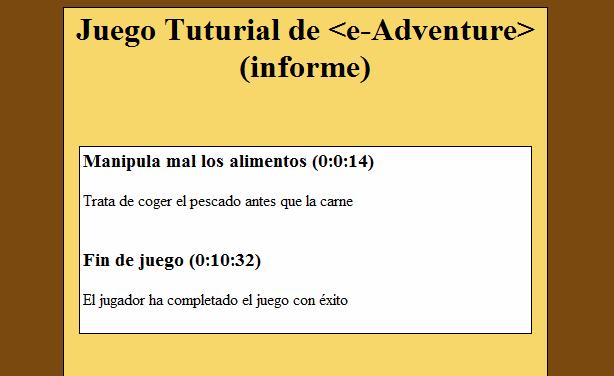 Juego Tuturial de <e-Adventure>
(informe)
Manipula mal los alimentos (0:0:14)
Trata de coger el pescado antes que la carne
Fin de juego (0:10:32)
El jugador ha completado el juego con éxito